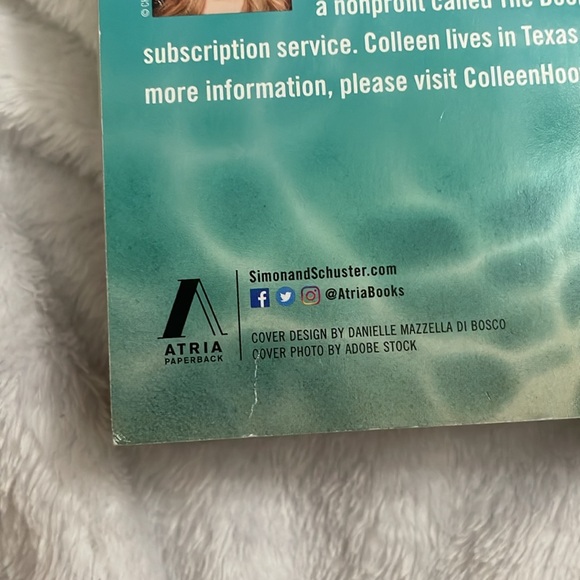 a nonprofit called The
subscription service. Colleen lives in Texas
more information, please visit ColleenHoo
SimonandSchuster.com
@AtriaBooks
ATRIA
PAPERBACK
COVER DESIGN BY DANIELLE MAZZELLA DI BOSCO
COVER PHOTO BY ADOBE STOCK